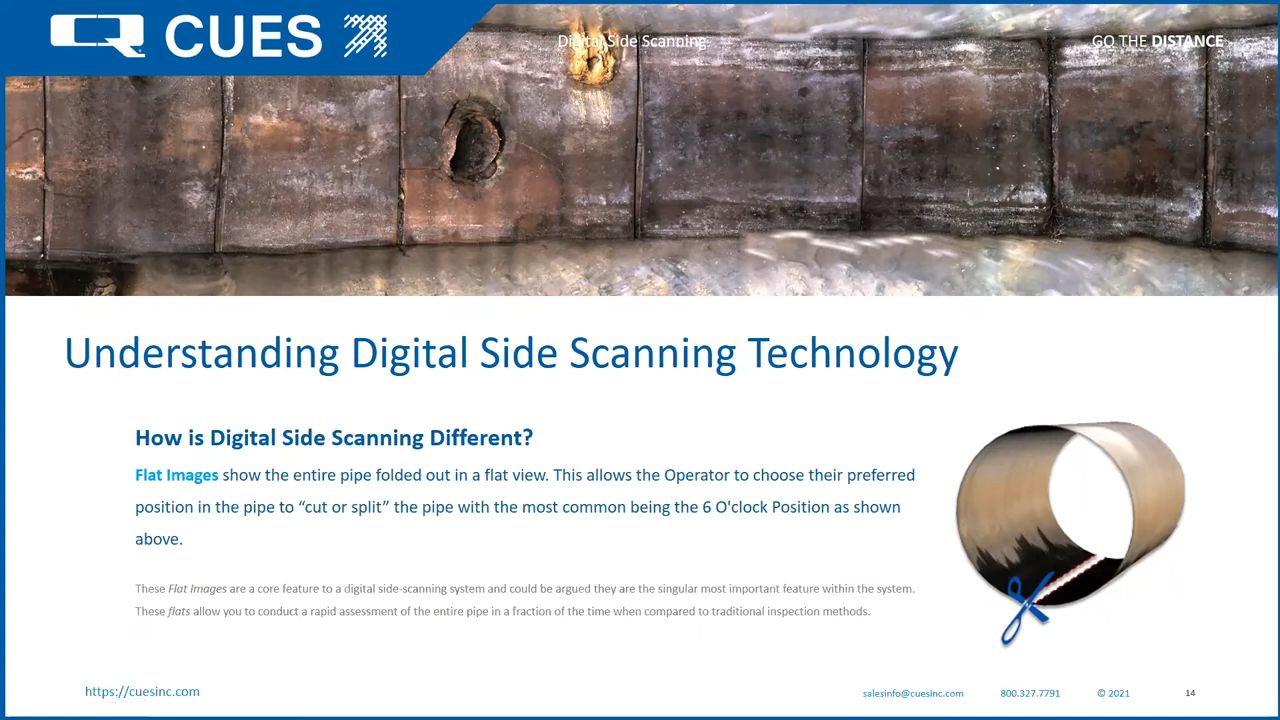 CUES
Digital Side Scanning
GO THE DISTANCE
Understanding Digital Side Scanning Technology
How is Digital Side Scanning Different?
Flat Images show the entire pipe folded out in a flat view. This allows the Operator to choose their preferred
position in the pipe to “cut or split” the pipe with the most common being the 6 O'clock Position as shown
above.
These Flat Images are a core feature to a digital side-scanning system and could be argued they are the singular most important feature within the system.
These flats allow you to conduct a rapid assessment of the entire pipe in a fraction of the time when compared to traditional inspection methods.
https://cuesinc.com
salesinfo@cuesinc.com
800.327.7791
© 2021
14